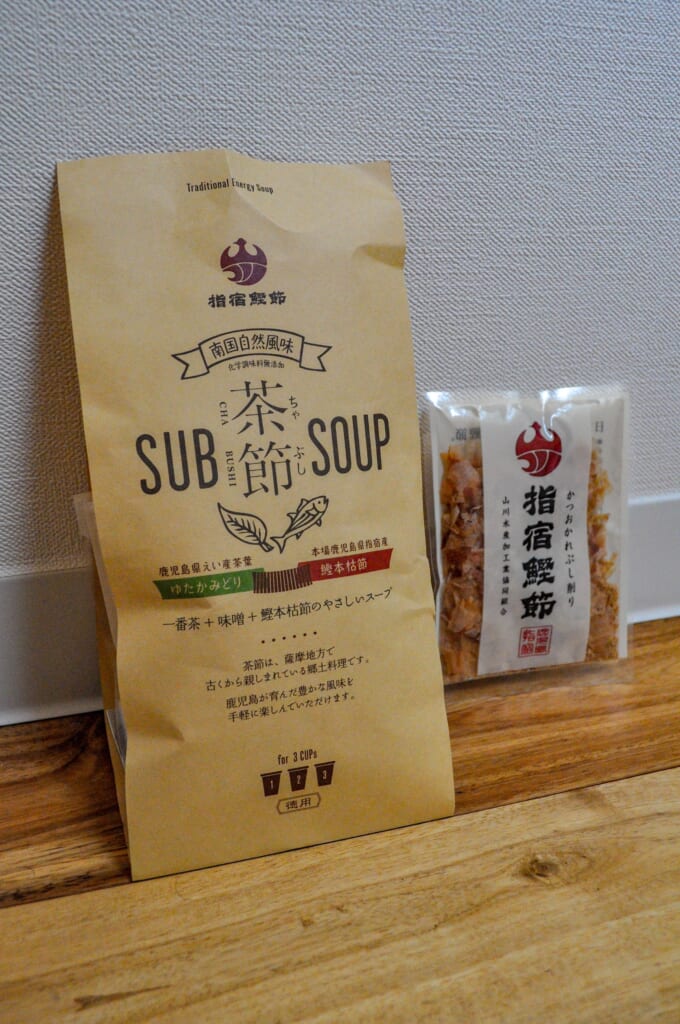 Traditional Energy Soup
指宿鰹節
南国自然風味
化学調味料無添加
茶節
ちゃ
ぶし
CHA
BUSHI
SUB
SOUP
鹿児島県えい産茶葉
ゆたかみどり
本場鹿児島県指宿産
鰹本枯節
一番茶+味噌+鰹本枯節のやさしいスープ
茶節は、薩摩地方で
古くから親しまれている郷土料理です。
鹿児島が育んだ豊かな風味を
手軽に楽しんでいただけます。
for 3 CUPs
1 2 3
徳用
かつおかれぶし削り
指宿鰹節
山川水産加工業協同組合